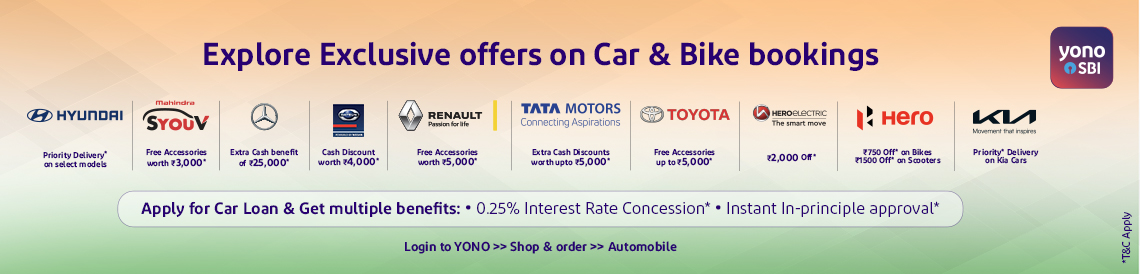 Explore Exclusive offers on Car & Bike bookings
yono
SBI
HYUNDAI
Priority Delivery*
on select models
Mahindra
SYOUV
Free Accessories
worth ₹3,000*
Extra Cash benefit
of ₹25,000*
Cash Discount
worth ₹4,000*
RENAULT
Passion for life
Free Accessories
worth ₹5,000*
TATA MOTORS
Connecting Aspirations
Extra Cash Discounts
worth upto ₹5,000*
TOYOTA
Free Accessories
up to ₹5,000*
HEROELECTRIC
The smart move
₹2,000 Off*
Hero
₹750 Off* on Bikes
₹1500 Off* on Scooters
KIA
Movement that inspires
Priority* Delivery
on Kia Cars
Apply for Car Loan & Get multiple benefits: • 0.25% Interest Rate Concession* • Instant In-principle approval*
Login to YONO >> Shop & order >> Automobile
*T&C Apply